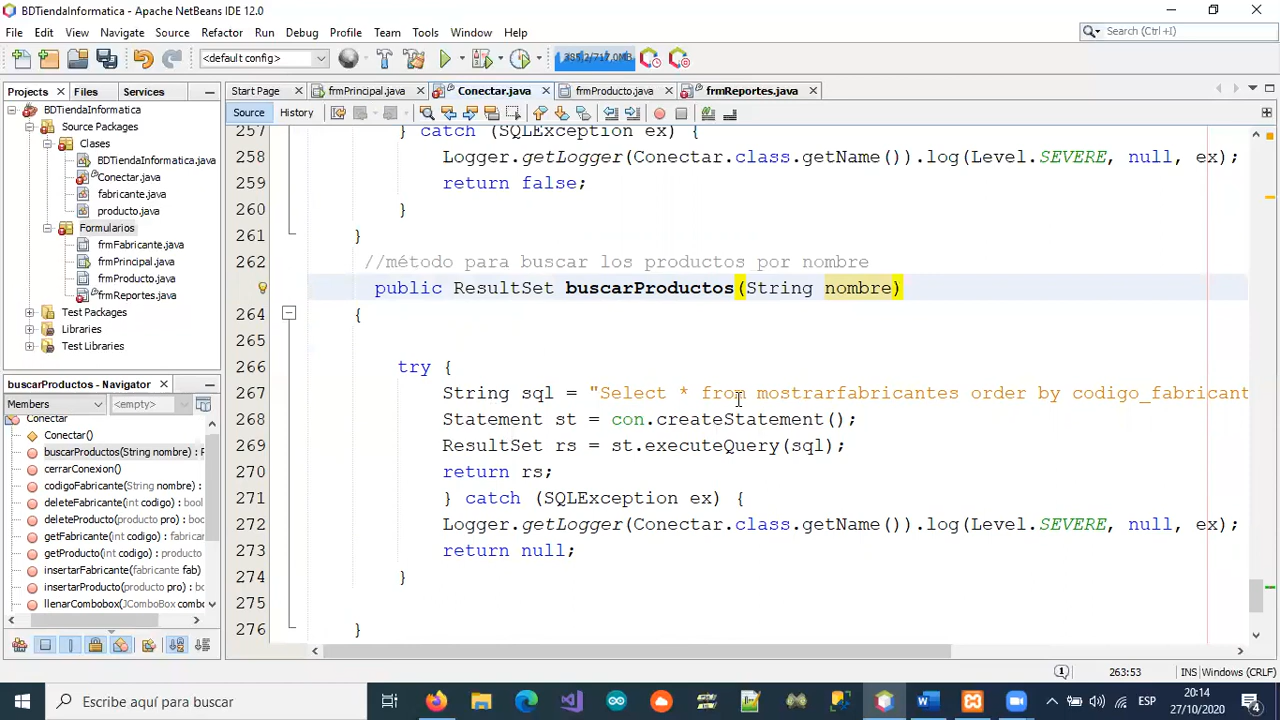 BDTiendaInformatica - Apache NetBeans IDE 12.0
File Edit View Navigate Source Refactor Run Debug Profile Team Tools Window Help
Search (Ctrl+I)
<default config>
385,2/717,0MB
Projects Files Services
Start Page frmPrincipal.java Conectar.java frmProducto.java frmReportes.java
Source History
BDTiendaInformatica
Source Packages
Clases
BDTiendaInformatica.java
Conectar.java
fabricante.java
producto.java
Formularios
frmFabricante.java
frmPrincipal.java
frmProducto.java
frmReportes.java
Test Packages
Libraries
Test Libraries
buscarProductos - Navigator
Members <empty>
Conectar
Conectar()
buscarProductos(String nombre) : R
cerrarConexion()
codigoFabricante(String nombre) :
deleteFabricante(int codigo) : bool
deleteProducto(producto pro) : bo
getFabricante(int codigo) : fabrica
getProducto(int codigo) : producto
insertarFabricante(fabricante fab)
insertarProducto(producto pro) : b
llenarCombobox(JComboBox combo
257 } catch (SQLException ex) {
258 Logger.getLogger(Conectar.class.getName()).log(Level.SEVERE, null, ex);
259 return false;
260 }
261 }
262 //método para buscar los productos por nombre
public ResultSet buscarProductos(String nombre)
264 {
265
266 try {
267 String sql = "Select * from mostrarfabricantes order by codigo_fabricant
268 Statement st = con.createStatement();
269 ResultSet rs = st.executeQuery(sql);
270 return rs;
271 } catch (SQLException ex) {
272 Logger.getLogger(Conectar.class.getName()).log(Level.SEVERE, null, ex);
273 return null;
274 }
275
276 }
1 263:53 INS Windows (CRLF)
Escribe aquí para buscar
ESP
20:14
27/10/2020
4